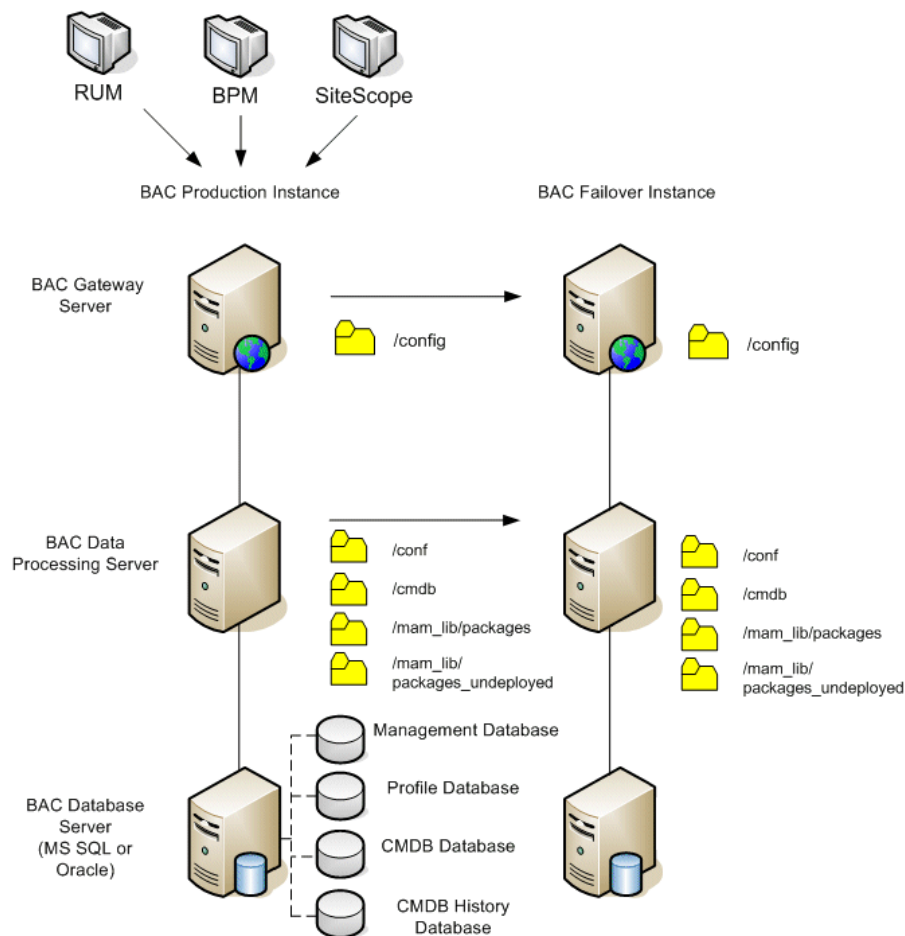 RUM
BPM
SiteScope
BAC Production Instance
BAC Failover Instance
BAC Gateway
Server
/config
/config
BAC Data
Processing Server
/conf
/cmdb
/mam_lib/packages
/mam_lib/
packages_undeployed
/conf
/cmdb
/mam_lib/packages
/mam_lib/
packages_undeployed
BAC Database
Server
(MS SQL or
Oracle)
Management Database
Profile Database
CMDB Database
CMDB History
Database